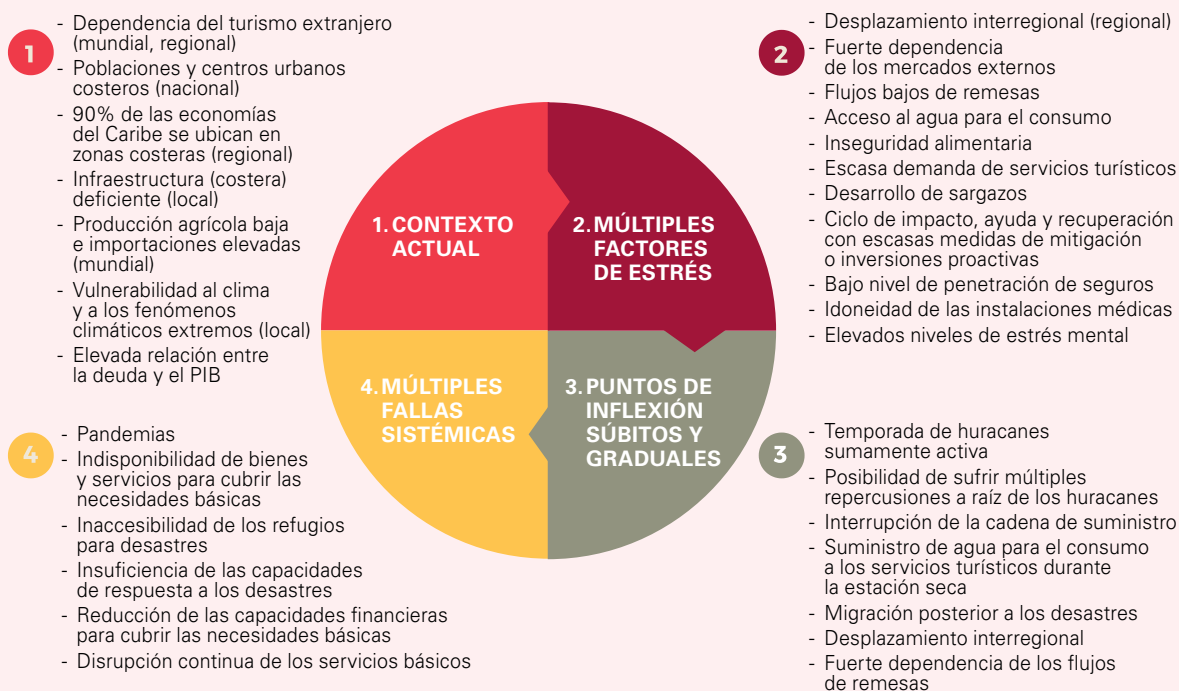 1
- Dependencia del turismo extranjero
(mundial, regional)
- Poblaciones y centros urbanos
costeros (nacional)
- 90% de las economías
del Caribe se ubican en
zonas costeras (regional)
- Infraestructura (costera)
deficiente (local)
- Producción agrícola baja
e importaciones elevadas
(mundial)
- Vulnerabilidad al clima
y a los fenómenos
climáticos extremos (local)
- Elevada relación entre
la deuda y el PIB
1. CONTEXTO
ACTUAL
2. MÚLTIPLES
FACTORES
DE ESTRÉS
2
- Desplazamiento interregional (regional)
- Fuerte dependencia
de los mercados externos
- Flujos bajos de remesas
- Acceso al agua para el consumo
- Inseguridad alimentaria
- Escasa demanda de servicios turísticos
- Desarrollo de sargazos
- Ciclo de impacto, ayuda y recuperación
con escasas medidas de mitigación
o inversiones proactivas
- Bajo nivel de penetración de seguros
- Idoneidad de las instalaciones médicas
- Elevados niveles de estrés mental
4. MÚLTIPLES
FALLAS
SISTÉMICAS
3. PUNTOS DE
INFLEXIÓN
SÚBITOS Y
GRADUALES
4
- Pandemias
- Indisponibilidad de bienes
y servicios para cubrir las
necesidades básicas
- Inaccesibilidad de los refugios
para desastres
- Insuficiencia de las capacidades
de respuesta a los desastres
- Reducción de las capacidades financieras
para cubrir las necesidades básicas
- Disrupción continua de los servicios básicos
3
- Temporada de huracanes
sumamente activa
- Posibilidad de sufrir múltiples
repercusiones a raíz de los huracanes
- Interrupción de la cadena de suministro
- Suministro de agua para el consumo
a los servicios turísticos durante
la estación seca
- Migración posterior a los desastres
- Desplazamiento interregional
- Fuerte dependencia de los flujos
de remesas